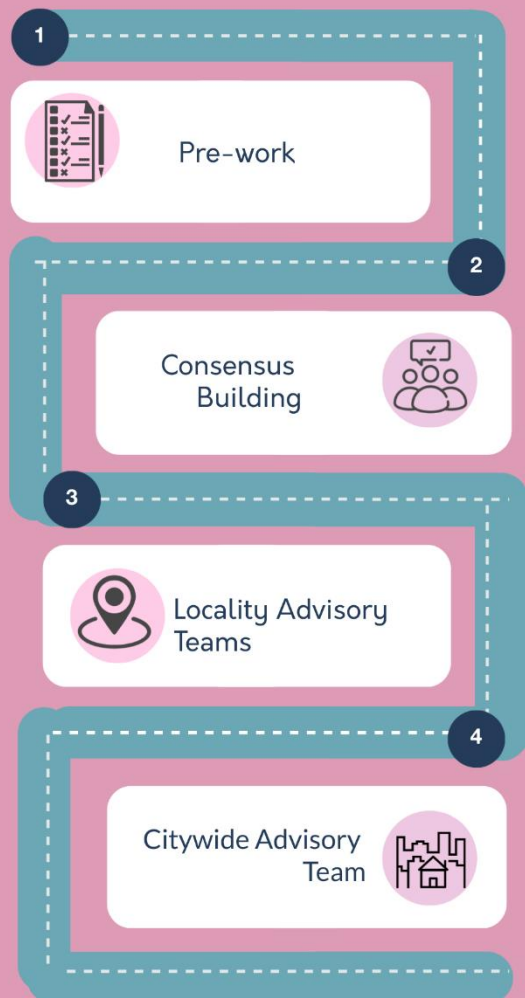 1
Pre-work
2
Consensus
Building
3
Locality Advisory
Teams
4
Citywide Advisory
Team